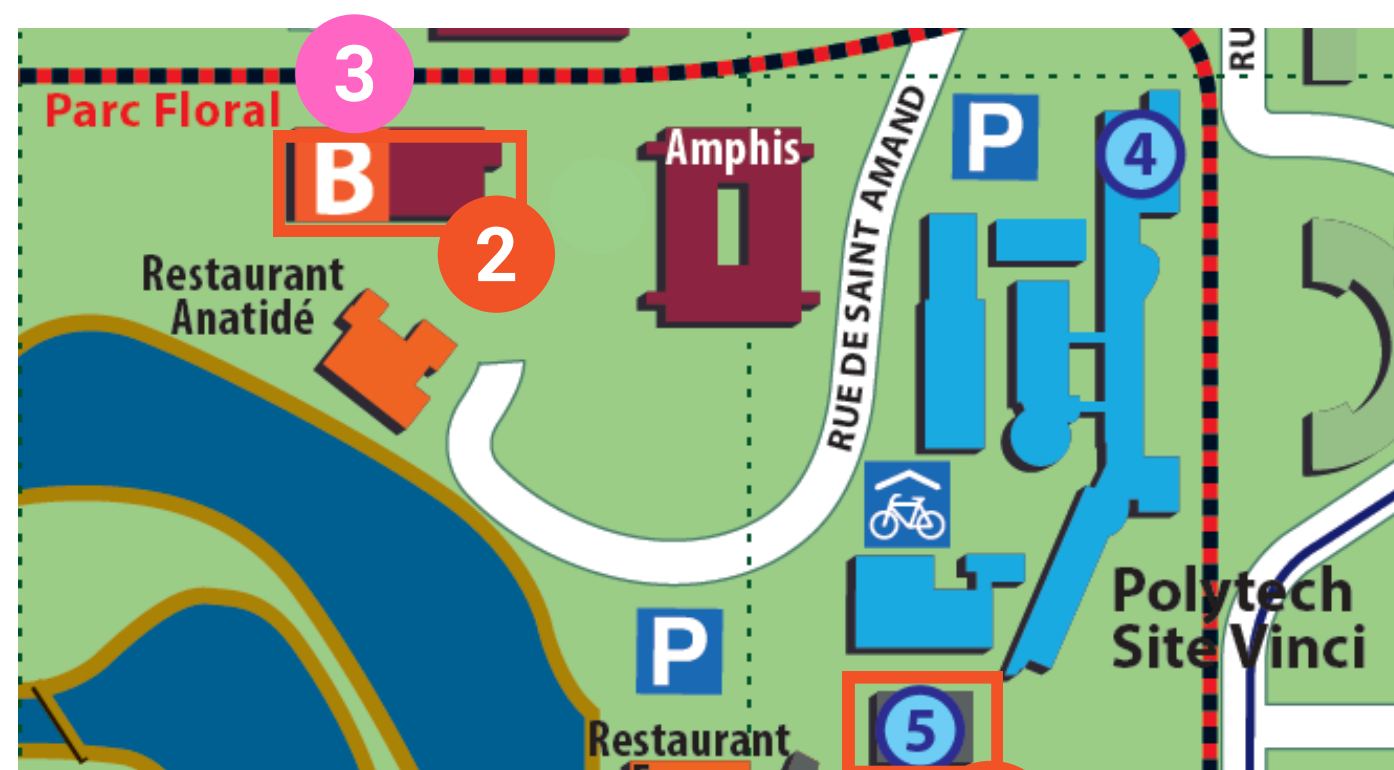 3
RU
Parc Floral
B
Amphis
P
4
2
RUE DE SAINT AMAND
Restaurant
Anatidé
Polytech
Site Vinci
P
5
Restaurant